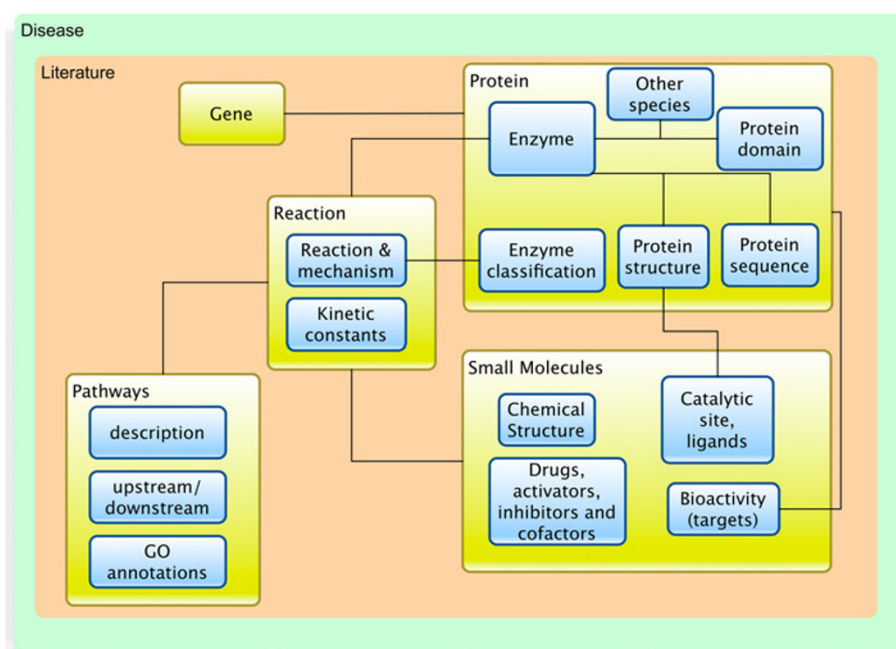 Disease
Literature
Gene
Protein
Other
species
Enzyme
Protein
domain
Reaction
Reaction &
mechanism
Kinetic
constants
Enzyme
classification
Protein
structure
Protein
sequence
Pathways
description
upstream/
downstream
GO
annotations
Small Molecules
Chemical
Structure
Catalytic
site,
ligands
Drugs,
activators,
inhibitors and
cofactors
Bioactivity
(targets)